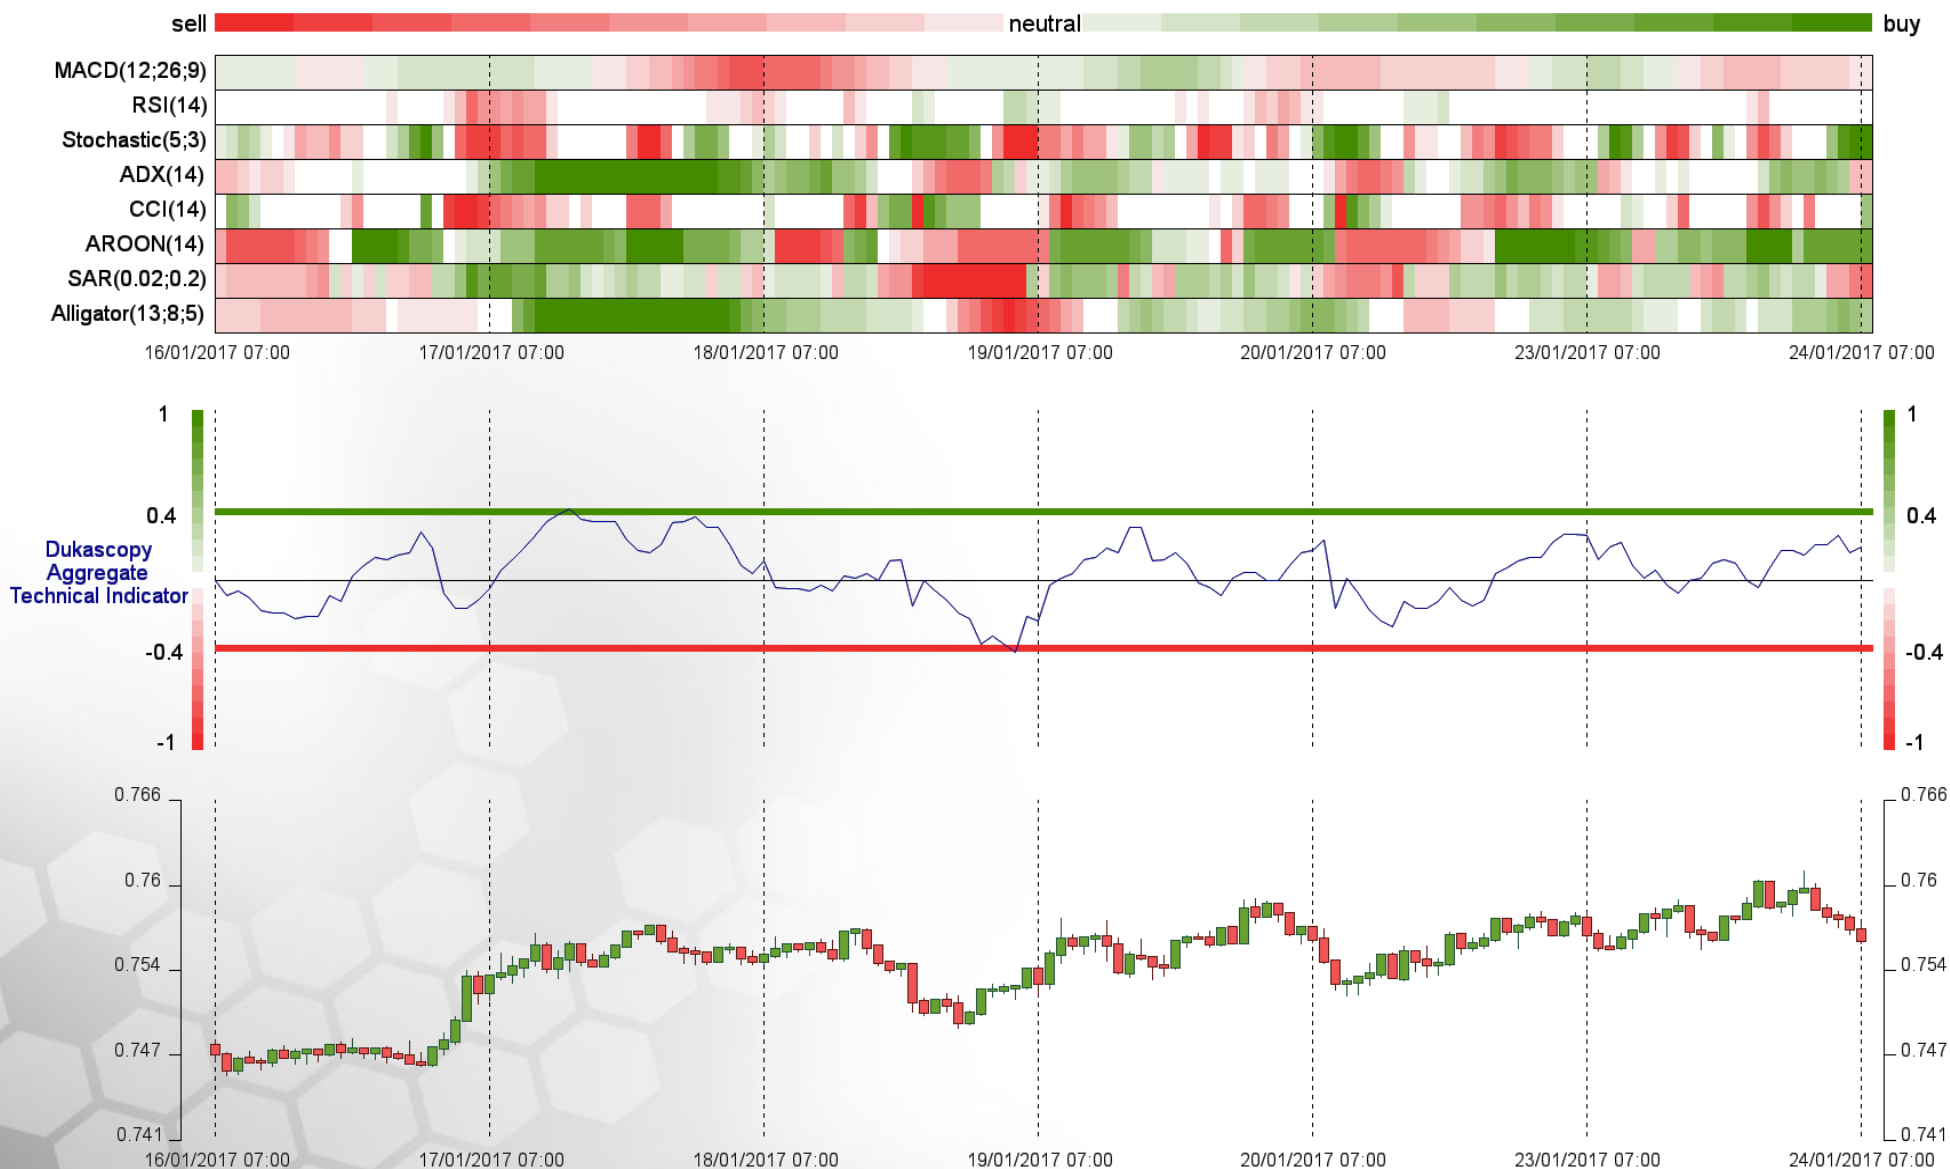 sell neutral buy
MACD(12;26;9)
RSI(14)
Stochastic(5;3)
ADX(14)
CCI(14)
AROON(14)
SAR(0.02;0.2)
Alligator(13;8;5)
16/01/2017 07:00 17/01/2017 07:00 18/01/2017 07:00 19/01/2017 07:00 20/01/2017 07:00 23/01/2017 07:00 24/01/2017 07:00
1 1
0.4 0.4
Dukascopy
Aggregate
Technical Indicator
-0.4 -0.4
-1 -1
0.766 0.766
0.76 0.76
0.754 0.754
0.747 0.747
0.741 0.741
16/01/2017 07:00 17/01/2017 07:00 18/01/2017 07:00 19/01/2017 07:00 20/01/2017 07:00 23/01/2017 07:00 24/01/2017 07:00